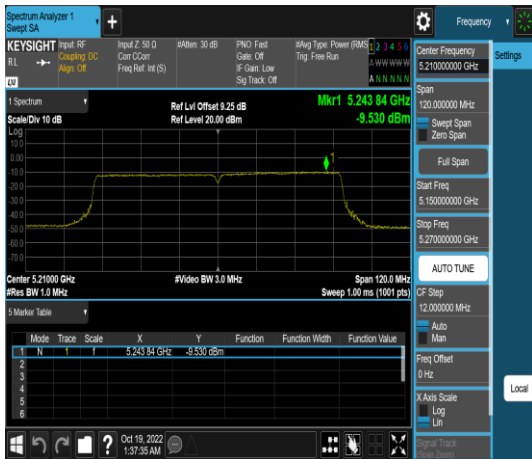 Spectrum Analyzer 1
Swept SA
Frequency
KEYSIGHT
Input: RF
Input Z: 50 Ω
#Atten: 30 dB
PNO: Fast
#Avg Type: Power (RMS
1 2 3 4 5 6
R L
Coupling: DC
Corr CCorr
Gate: Off
Trig: Free Run
A W W W W W
Align: Off
Freq Ref: Int (S)
IF Gain: Low
Sig Track: Off
A N N N N N
LXI
1 Spectrum
Ref Lvl Offset 9.25 dB
Mkr1 5.243 84 GHz
Scale/Div 10 dB
Ref Level 20.00 dBm
-9.530 dBm
Log
10.0
0.00
-10.0
-20.0
-30.0
-40.0
-50.0
-60.0
-70.0
1
Center 5.21000 GHz
#Video BW 3.0 MHz
Span 120.0 MHz
#Res BW 1.0 MHz
Sweep 1.00 ms (1001 pts)
5 Marker Table
Mode Trace Scale X Y Function Function Width Function Value
1 N 1 f 5.243 84 GHz -9.530 dBm
2
3
4
5
6
Oct 19, 2022
1:37:35 AM
Center Frequency
5.210000000 GHz
Span
120.000000 MHz
Swept Span
Zero Span
Full Span
Start Freq
5.150000000 GHz
Stop Freq
5.270000000 GHz
AUTO TUNE
CF Step
12.000000 MHz
Auto
Man
Freq Offset
0 Hz
X Axis Scale
Log
Lin
Signal Track
(Span Zoom)
Settings
Local